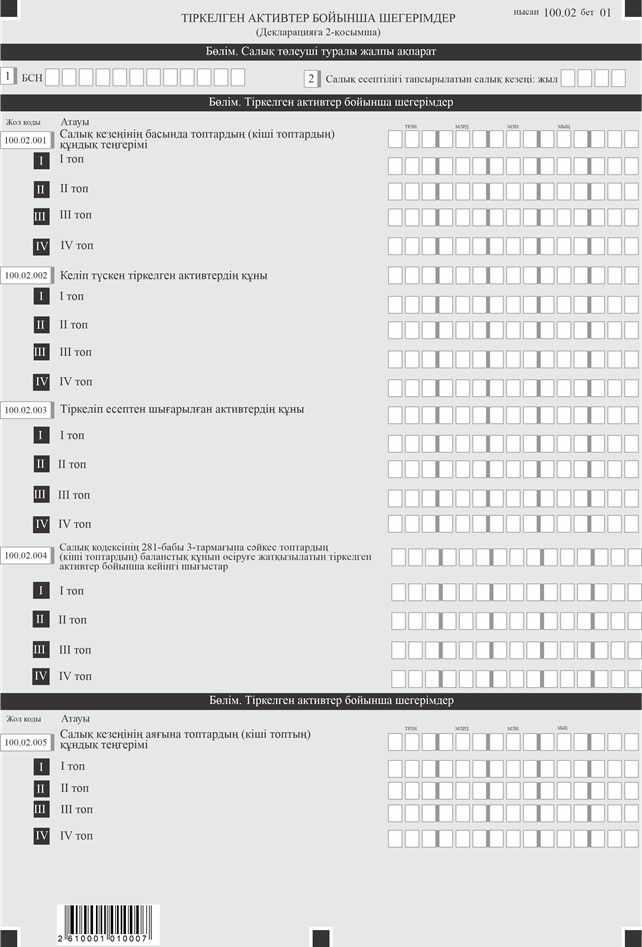 ТІРКЕЛГЕН АКТИВТЕР БОЙЫНША ШЕГЕРІМДЕР
нысан 100.02 бет 01
(Декларацияға 2-қосымша)
Бөлім. Салық төлеуші туралы жалпы ақпарат
1 БСН 2 Салық есептілігі тапсырылатын салық кезеңі: жыл
Бөлім. Тіркелген активтер бойынша шегерімдер
Жол коды Атауы
ТРЛН МЛРД МЛН МЫҢ
100.02.001 Салық кезеңінің басында топтардың (кіші топтардың)
құндық теңгерімі
I I топ
II II топ
III III топ
IV IV топ
100.02.002 Келіп түскен тіркелген активтердің құны
I I топ
II II топ
III III топ
IV IV топ
100.02.003 Тіркеліп есептен шығарылған активтердің құны
I I топ
II II топ
III III топ
IV IV топ
100.02.004 Салық кодексінің 281-бабы 3-тармағына сәйкес топтардың
(кіші топтардың) баланстық құнын өсіруге жатқызылатын тіркелген
активтер бойынша кейінгі шығыстар
I I топ
II II топ
III III топ
IV IV топ
Бөлім. Тіркелген активтер бойынша шегерімдер
Жол коды Атауы
ТРЛН МЛРД МЛН МЫҢ
100.02.005 Салық кезеңінің аяғына топтардың (кіші топтың)
құндық теңгерімі
I I топ
II II топ
III III топ
IV IV топ
2 610001 010007